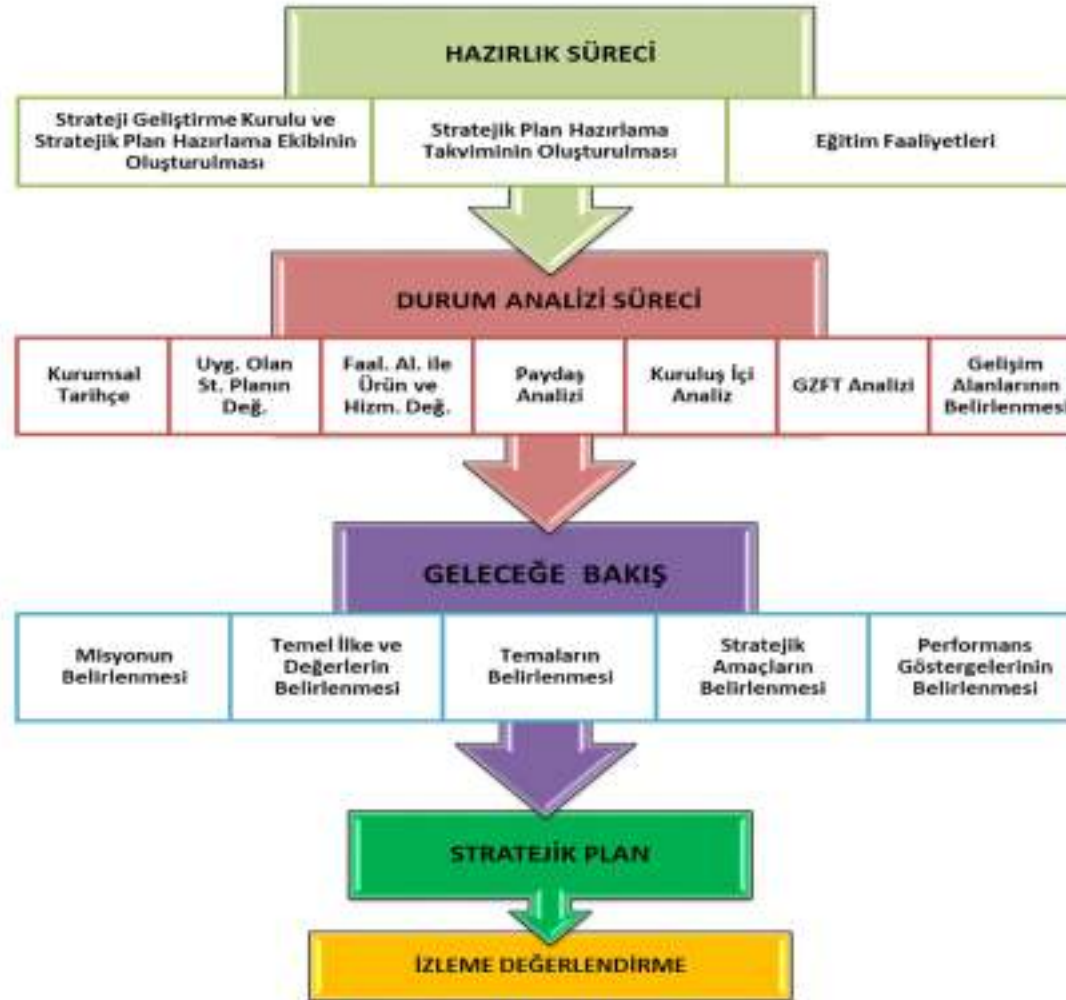 HAZIRLIK SÜRECİ
Strateji Geliştirme Kurulu ve
Stratejik Plan Hazırlama Ekibinin
Oluşturulması
Stratejik Plan Hazırlama
Takviminin Oluşturulması
Eğitim Faaliyetleri
DURUM ANALİZİ SÜRECİ
Kurumsal
Tarihçe
Uyg. Olan
St. Planın
Değ.
Faal. Al. ile
Ürün ve
Hizm. Değ.
Paydaş
Analizi
Kuruluş İçi
Analiz
GZFT Analizi
Gelişim
Alanlarının
Belirlenmesi
GELECEĞE BAKIŞ
Misyonun
Belirlenmesi
Temel İlke ve
Değerlerin
Belirlenmesi
Temaların
Belirlenmesi
Stratejik
Amaçların
Belirlenmesi
Performans
Göstergelerinin
Belirlenmesi
STRATEJİK PLAN
İZLEME DEĞERLENDİRME